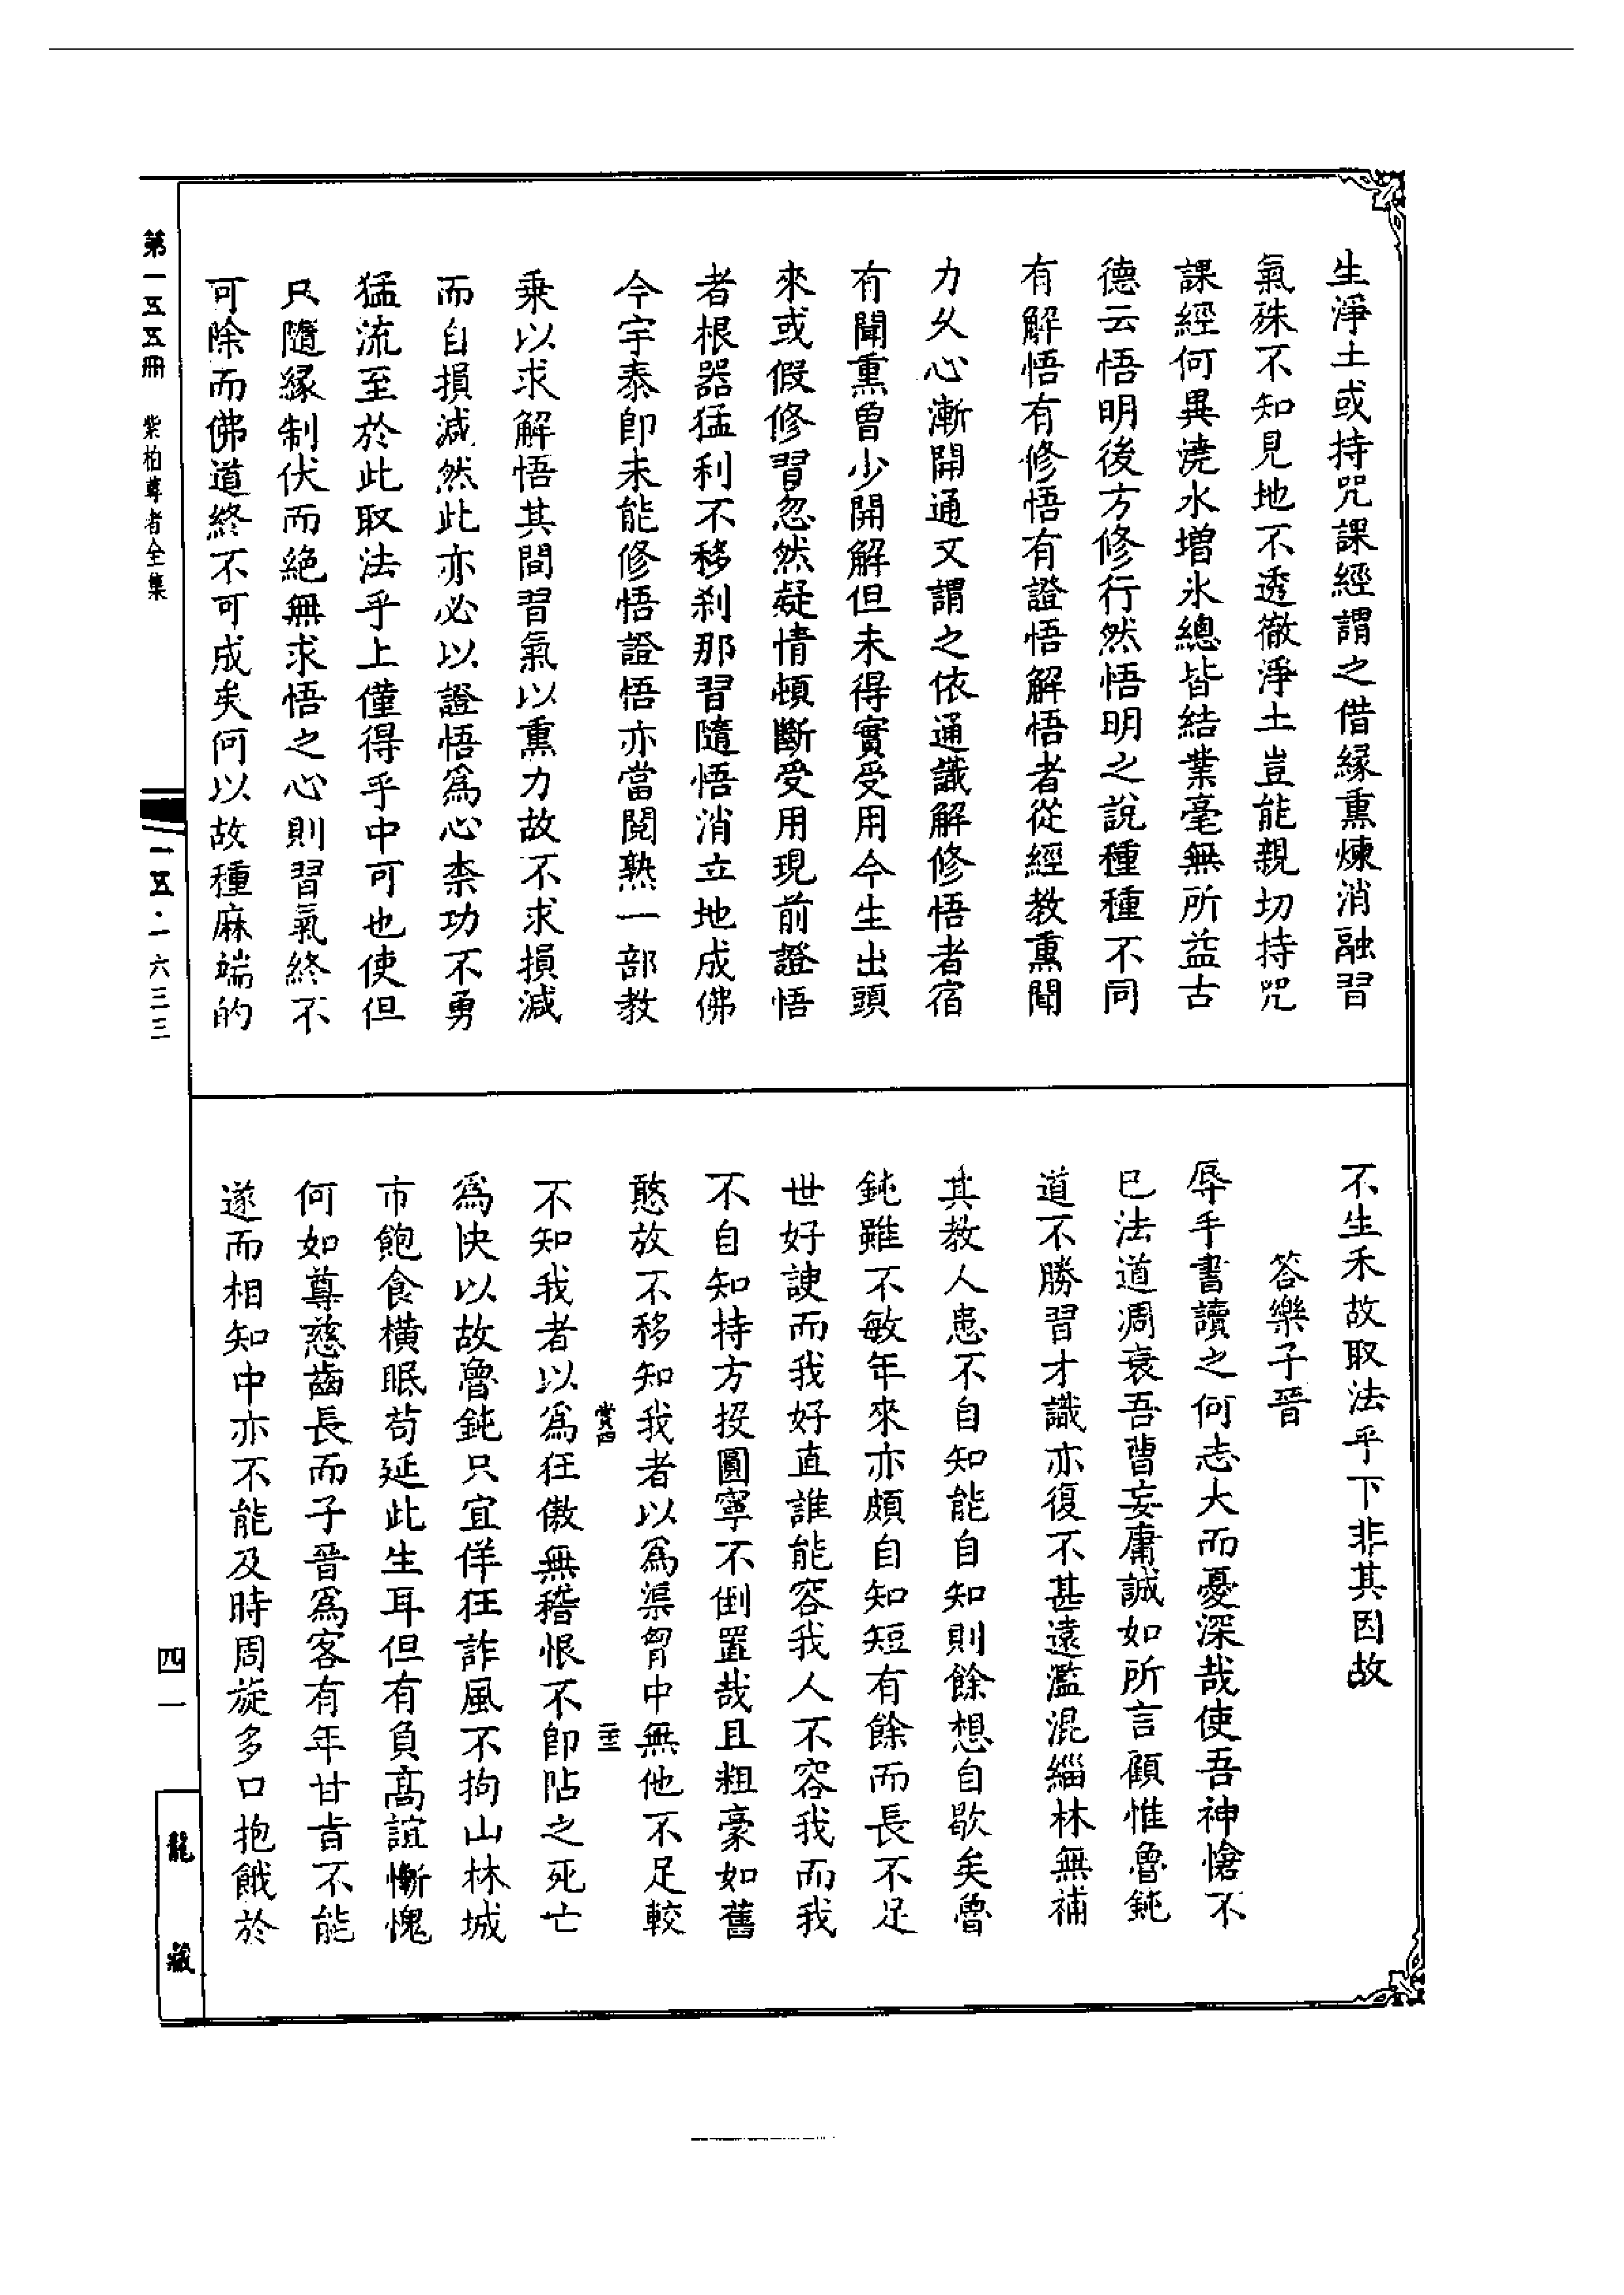 生淨土或持咒課經謂之借緣熏煉消融習
氣殊不知見地不透徹淨土豈能親切持咒
課經何異澆水增氷總皆結業毫無所益古
德云悟明後方修行然悟明之說種種不同
有解悟有修悟有證悟解悟者從經教熏聞
力久心漸開通又謂之依通識解修悟者宿
有聞熏曾少開解但未得實受用今生出頭
來或假修習忽然凝情頓斷受用現前證悟
者根器猛利不移刹那習隨悟消立地成佛
今宇泰即未能修悟證悟亦當閱熟一部教
乗以求解悟其間習氣以熏力故不求損減
而自損減然此亦必以證悟為心柰功不勇
猛流至於此取法乎上僅得乎中可也使但
只隨緣制伏而絕無求悟之心則習氣終不
可除而佛道終不可成矣何以故種麻端的
不生禾故取法乎下非其因故
答樂子晉
辱手書讀之何志大而憂深哉使吾神愴不
已法道凋衰吾曹妄庸誠如所言顧惟魯鈍
道不勝習才識亦復不甚遠濫混緇林無補
其教人患不自知能自知則餘想自歇矣魯
鈍雖不敏年來亦頗自知短有餘而長不足
世好諛而我好直誰能容我人不容我而我
不自知持方投圓寧不倒置哉且粗豪如舊
憨放不移知我者以為渠胷中無他不足較
不知我者以為狂傲無稽恨不即阽之死亡
為快以故魯鈍只宜佯狂詐風不拘山林城
市飽食橫眠苟延此生耳但有負高誼慚愧
何如尊慈齒長而子晉為客有年甘旨不能
遂而相知中亦不能及時周旋多口抱餓於
第一五五冊 紫柏尊者全集
一五五·一六三三
四一
龍藏